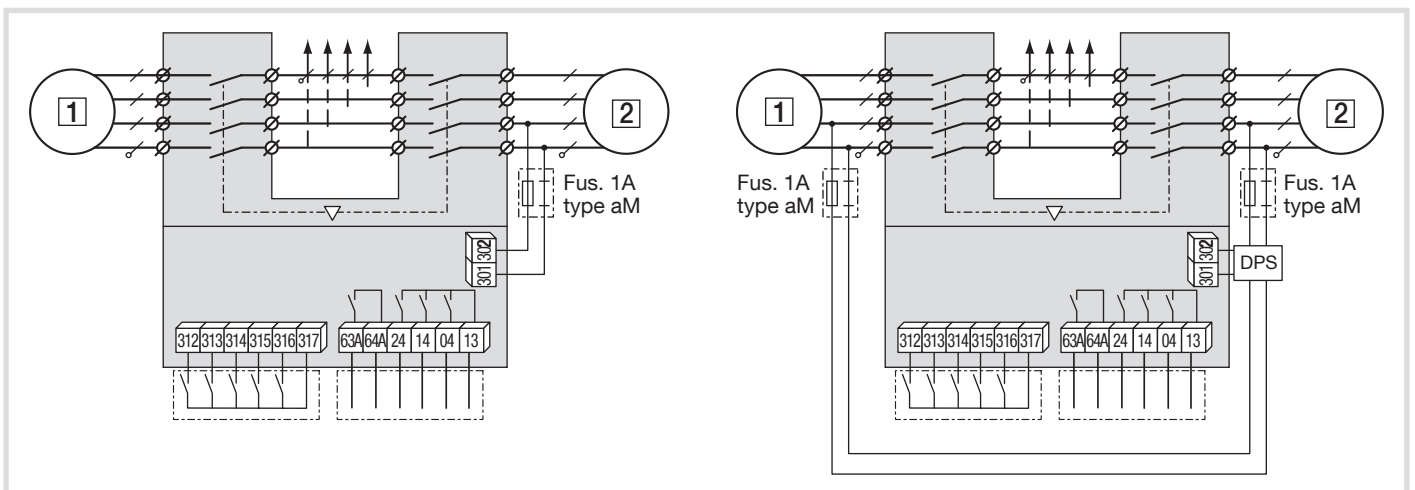 1
2
Fus. 1A
type aM
302
301
312 313 314 315 316 317
63A 64A 24 14 04 13
1
2
Fus. 1A
type aM
Fus. 1A
type aM
302
301
DPS
312 313 314 315 316 317
63A 64A 24 14 04 13